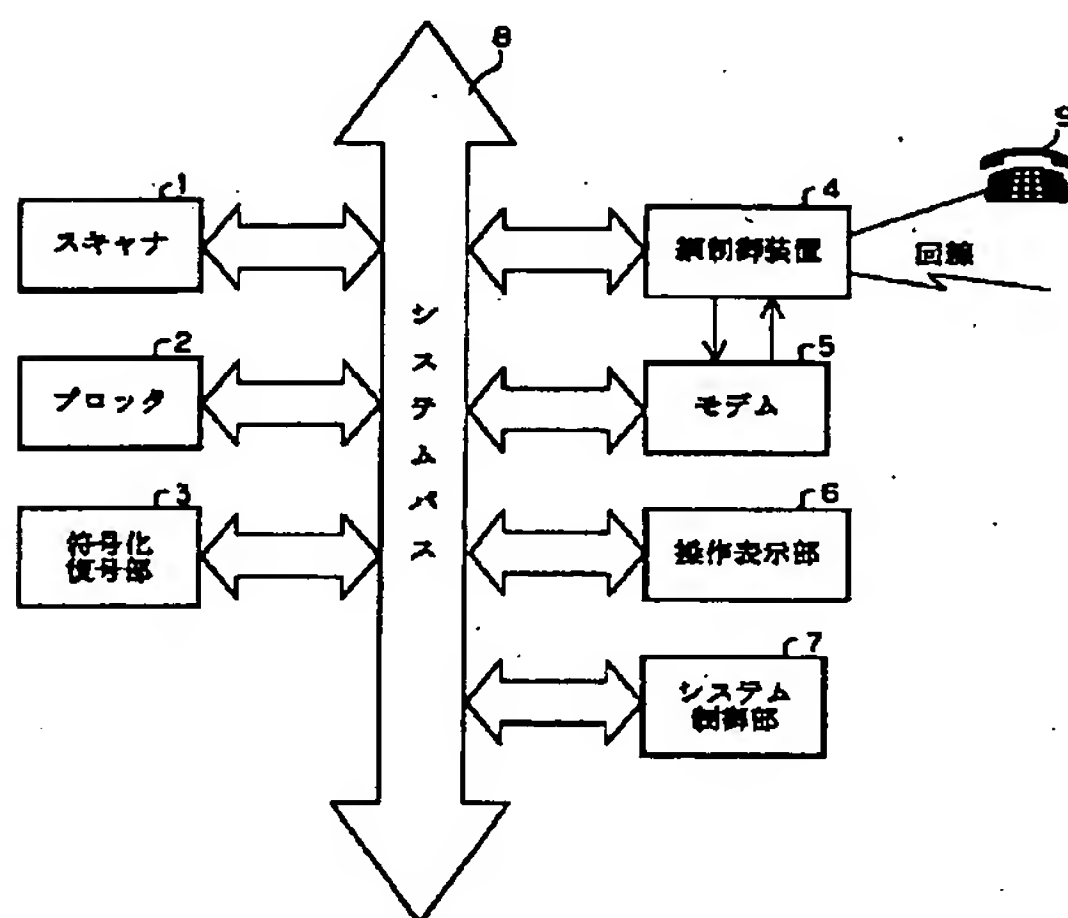 8
9
1
スキャナ
4
網制御装置
回線
2
プロッタ
5
モデム
システムバス
3
符号化
復号部
6
操作表示部
7
システム
制御部